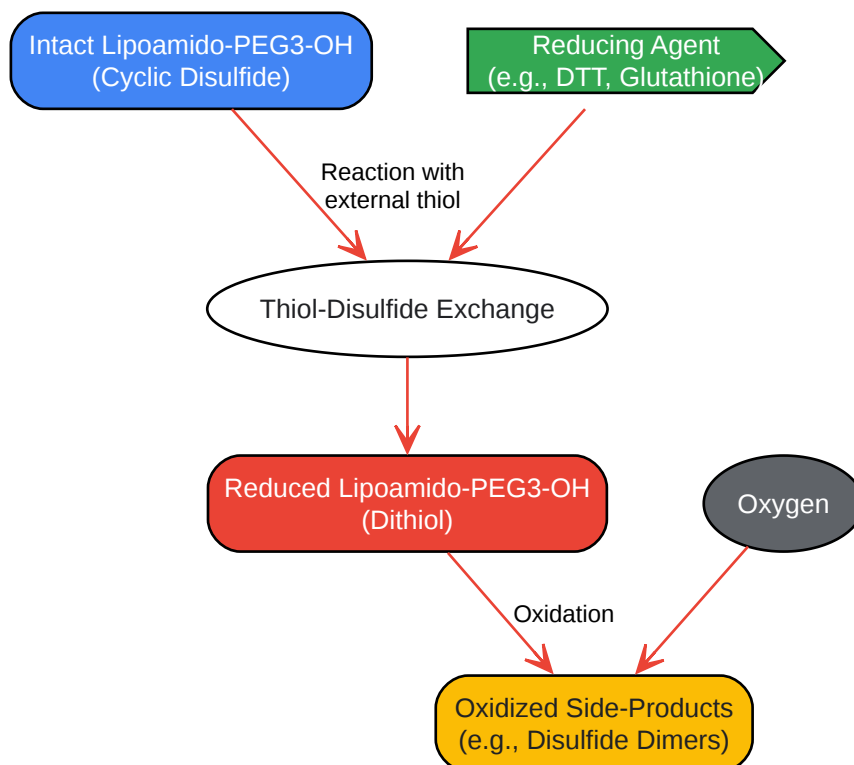 Intact Lipoamido-PEG3-OH
(Cyclic Disulfide)
Reducing Agent
(e.g., DTT, Glutathione)
Reaction with
external thiol
Thiol-Disulfide Exchange
Reduced Lipoamido-PEG3-OH
(Dithiol)
Oxygen
Oxidation
Oxidized Side-Products
(e.g., Disulfide Dimers)